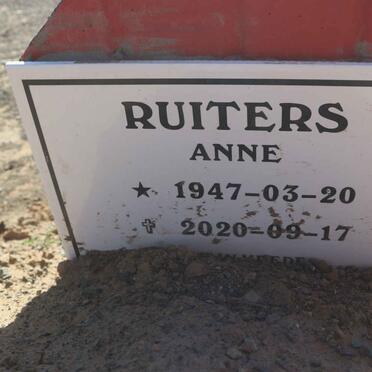 RUITERS
ANNE
★ 1947-03-20
✝ 2020-09-17